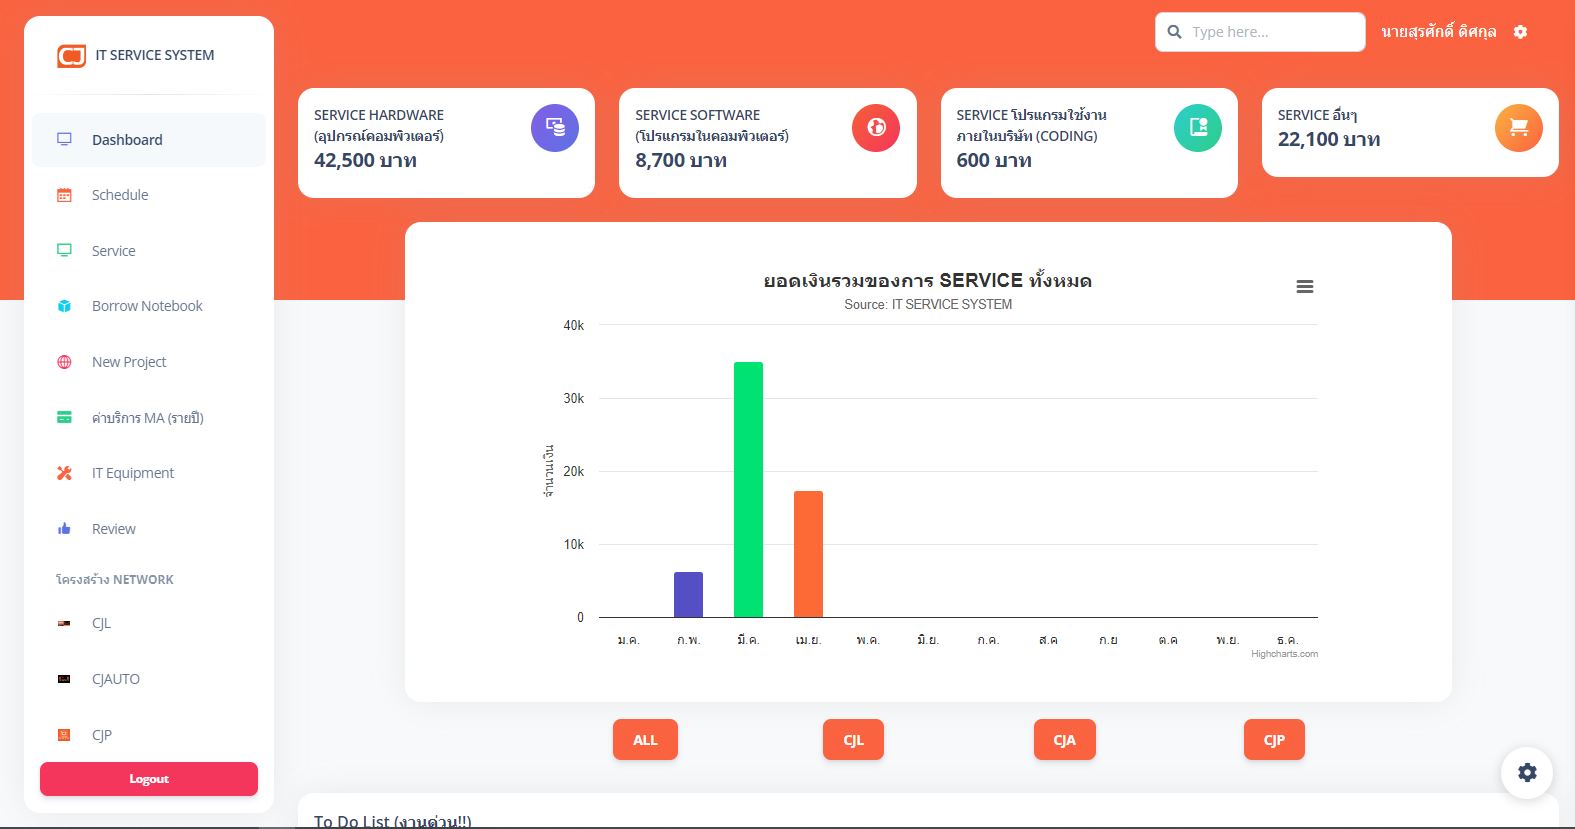 CJ IT SERVICE SYSTEM
Dashboard
Schedule
Service
Borrow Notebook
New Project
ค่าบริการ MA (รายปี)
IT Equipment
Review
โครงสร้าง NETWORK
CJL
CJAUTO
CJP
Logout
Type here...
นายสุรศักดิ์ ดิศกุล
SERVICE HARDWARE
(อุปกรณ์คอมพิวเตอร์)
42,500 บาท
SERVICE SOFTWARE
(โปรแกรมในคอมพิวเตอร์)
8,700 บาท
SERVICE โปรแกรมใช้งาน
ภายในบริษัท (CODING)
600 บาท
SERVICE อื่นๆ
22,100 บาท
ยอดเงินรวมของการ SERVICE ทั้งหมด
Source: IT SERVICE SYSTEM
จำนวนเงิน
40k
30k
20k
10k
0
ม.ค. ก.พ. มี.ค. เม.ย. พ.ค. มิ.ย. ก.ค. ส.ค ก.ย ต.ค พ.ย. ธ.ค.
Highcharts.com
ALL CJL CJA CJP
To Do List (งานด่วน!!)